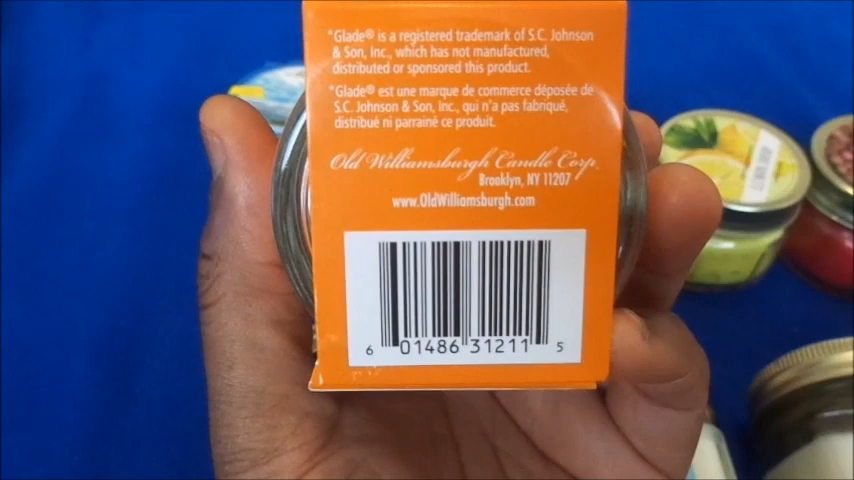 *Glade® is a registered trademark of S.C. Johnson
& Son, Inc., which has not manufactured,
distributed or sponsored this product.
*Glade® est une marque de commerce déposée de
S.C. Johnson & Son, Inc., qui n'a pas fabriqué,
distribué ni parrainé ce produit.
Old Williamsburgh Candle Corp.
Brooklyn, NY 11207
www.OldWilliamsburgh.com
6 01486 31211 5